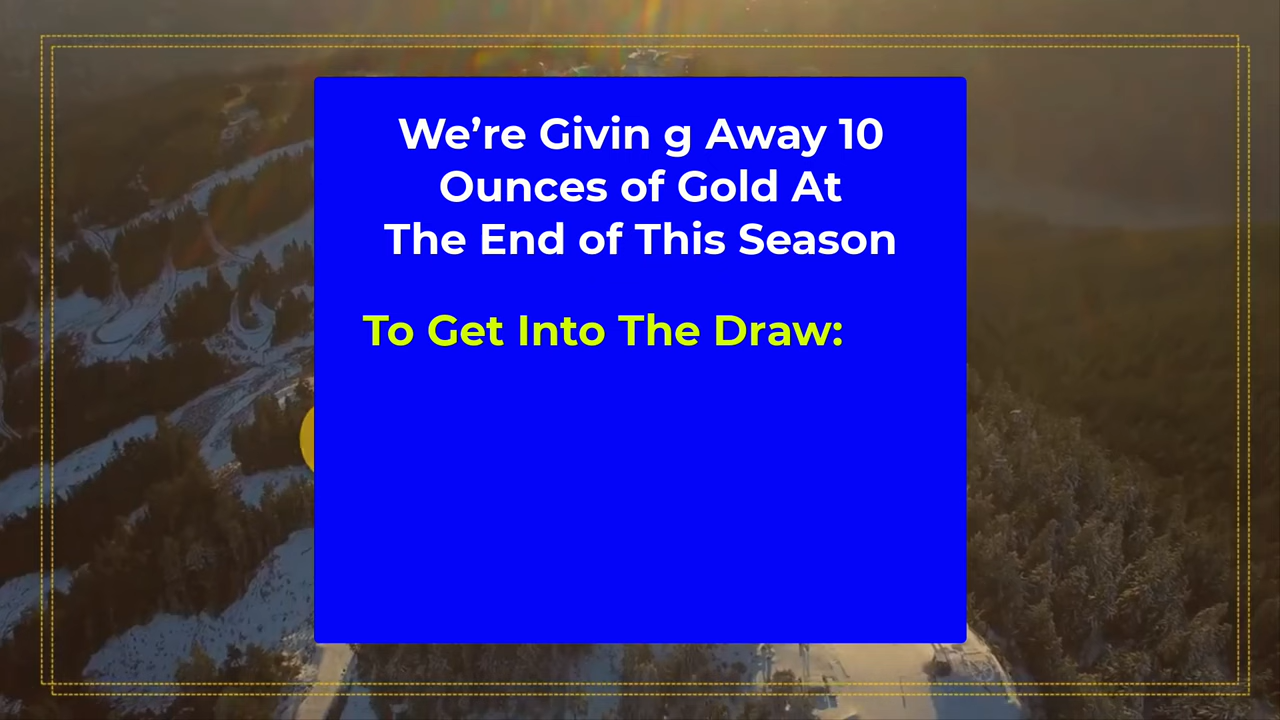 We’re Givin g Away 10
Ounces of Gold At
The End of This Season
To Get Into The Draw: